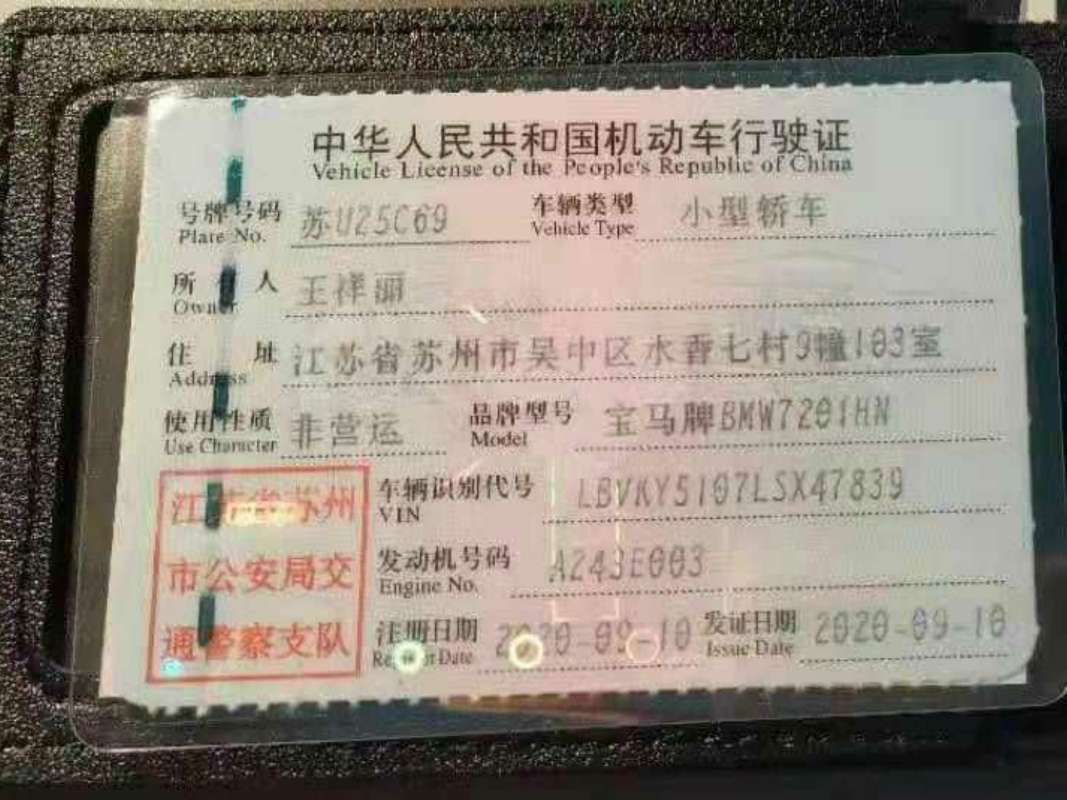 中华人民共和国机动车行驶证
Vehicle License of the People's Republic of China
号牌号码 苏U25C69 车辆类型 小型轿车
Plate No. Vehicle Type
所有人 王祥丽
Owner
住址 江苏省苏州市吴中区水香七村9幢103室
Address
使用性质 非营运 品牌型号 宝马牌BMW7201HN
Use Character Model
江苏省苏州 车辆识别代号 LBVKY5107LSX47839
VIN
市公安局交 发动机号码 A243E003
Engine No.
通警察支队 注册日期 2020-09-10 发证日期 2020-09-10
Register Date Issue Date